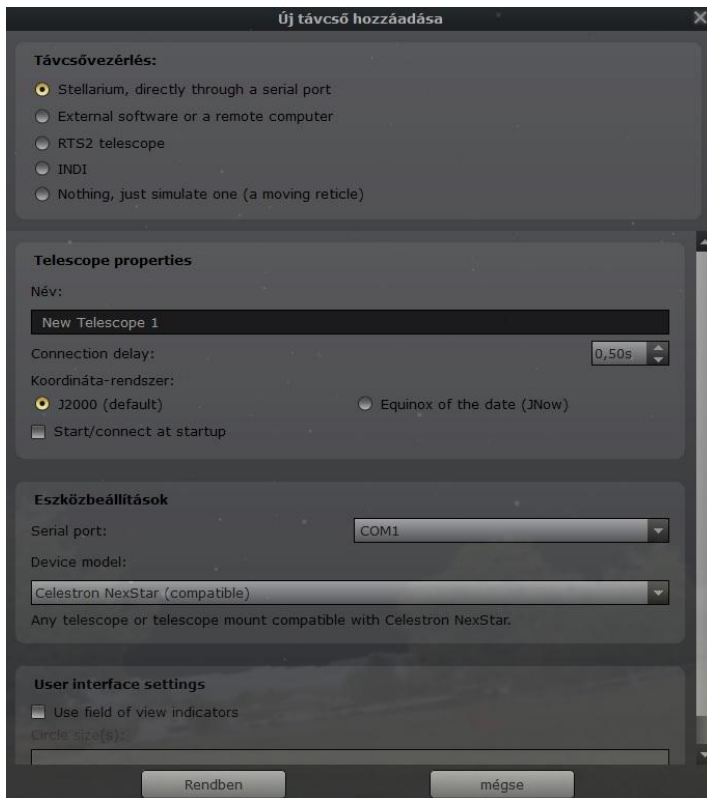 Új távcső hozzáadása
Távcsővezérlés:
Stellarium, directly through a serial port
External software or a remote computer
RTS2 telescope
INDI
Nothing, just simulate one (a moving reticle)
Telescope properties
Név:
New Telescope 1
Connection delay:
0,50s
Koordináta-rendszer:
J2000 (default)
Equinox of the date (JNow)
Start/connect at startup
Eszközbeállítások
Serial port:
COM1
Device model:
Celestron NexStar (compatible)
Any telescope or telescope mount compatible with Celestron NexStar.
User interface settings
Use field of view indicators
Circle size(s):
Rendben
mégse